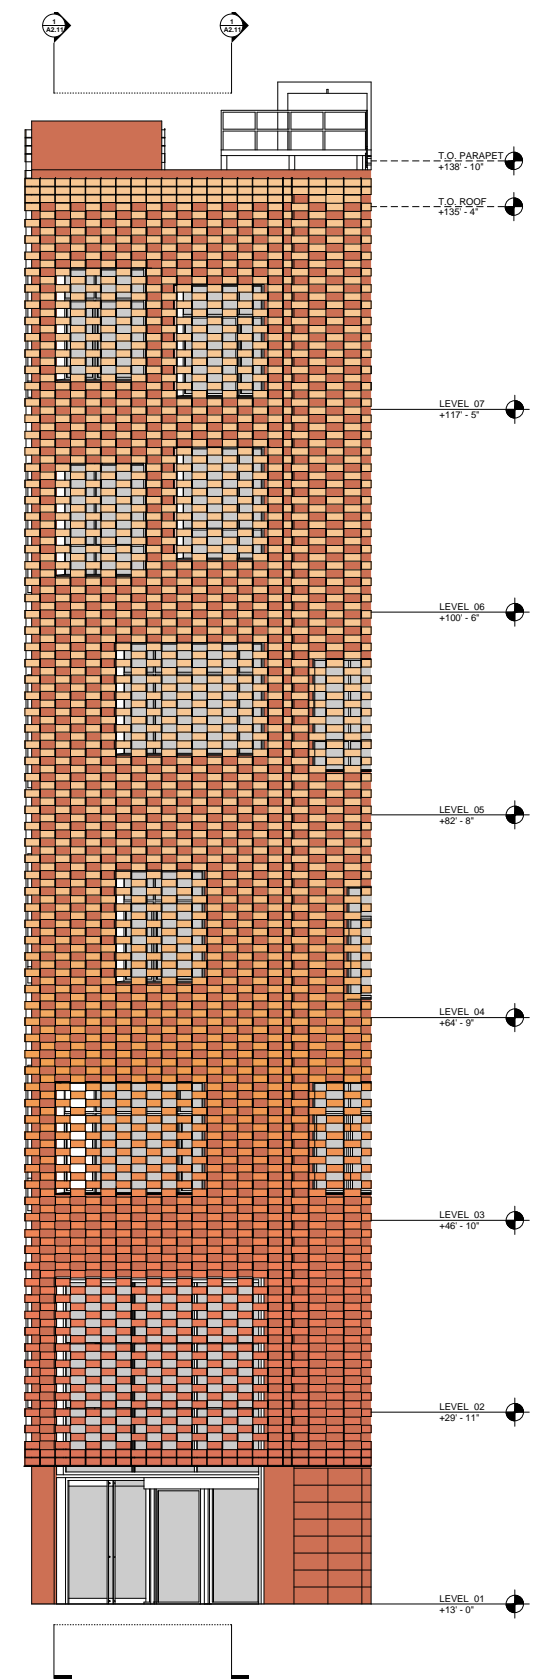 1
A2.11
1
A2.11
T.O. PARAPET
+138' - 10"
T.O. ROOF
+135' - 4"
LEVEL 07
+117' - 5"
LEVEL 06
+100' - 6"
LEVEL 05
+82' - 8"
LEVEL 04
+64' - 9"
LEVEL 03
+46' - 10"
LEVEL 02
+29' - 11"
LEVEL 01
+13' - 0"